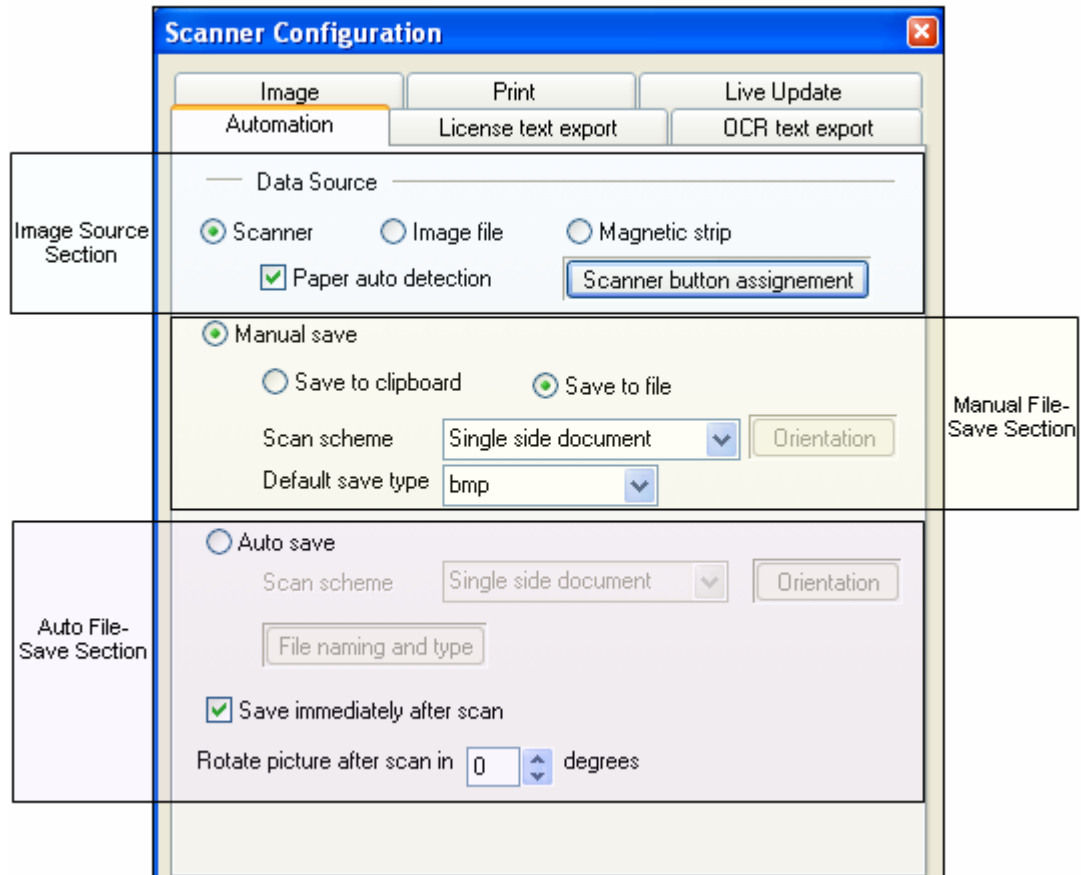 Scanner Configuration
Image
Print
Live Update
Automation
License text export
OCR text export
Image Source
Section
Data Source
Scanner
Image file
Magnetic strip
Paper auto detection
Scanner button assignement
Manual save
Save to clipboard
Save to file
Manual File-
Save Section
Scan scheme
Single side document
Orientation
Default save type
bmp
Auto File-
Save Section
Auto save
Scan scheme
Single side document
Orientation
File naming and type
Save immediately after scan
Rotate picture after scan in 0 degrees